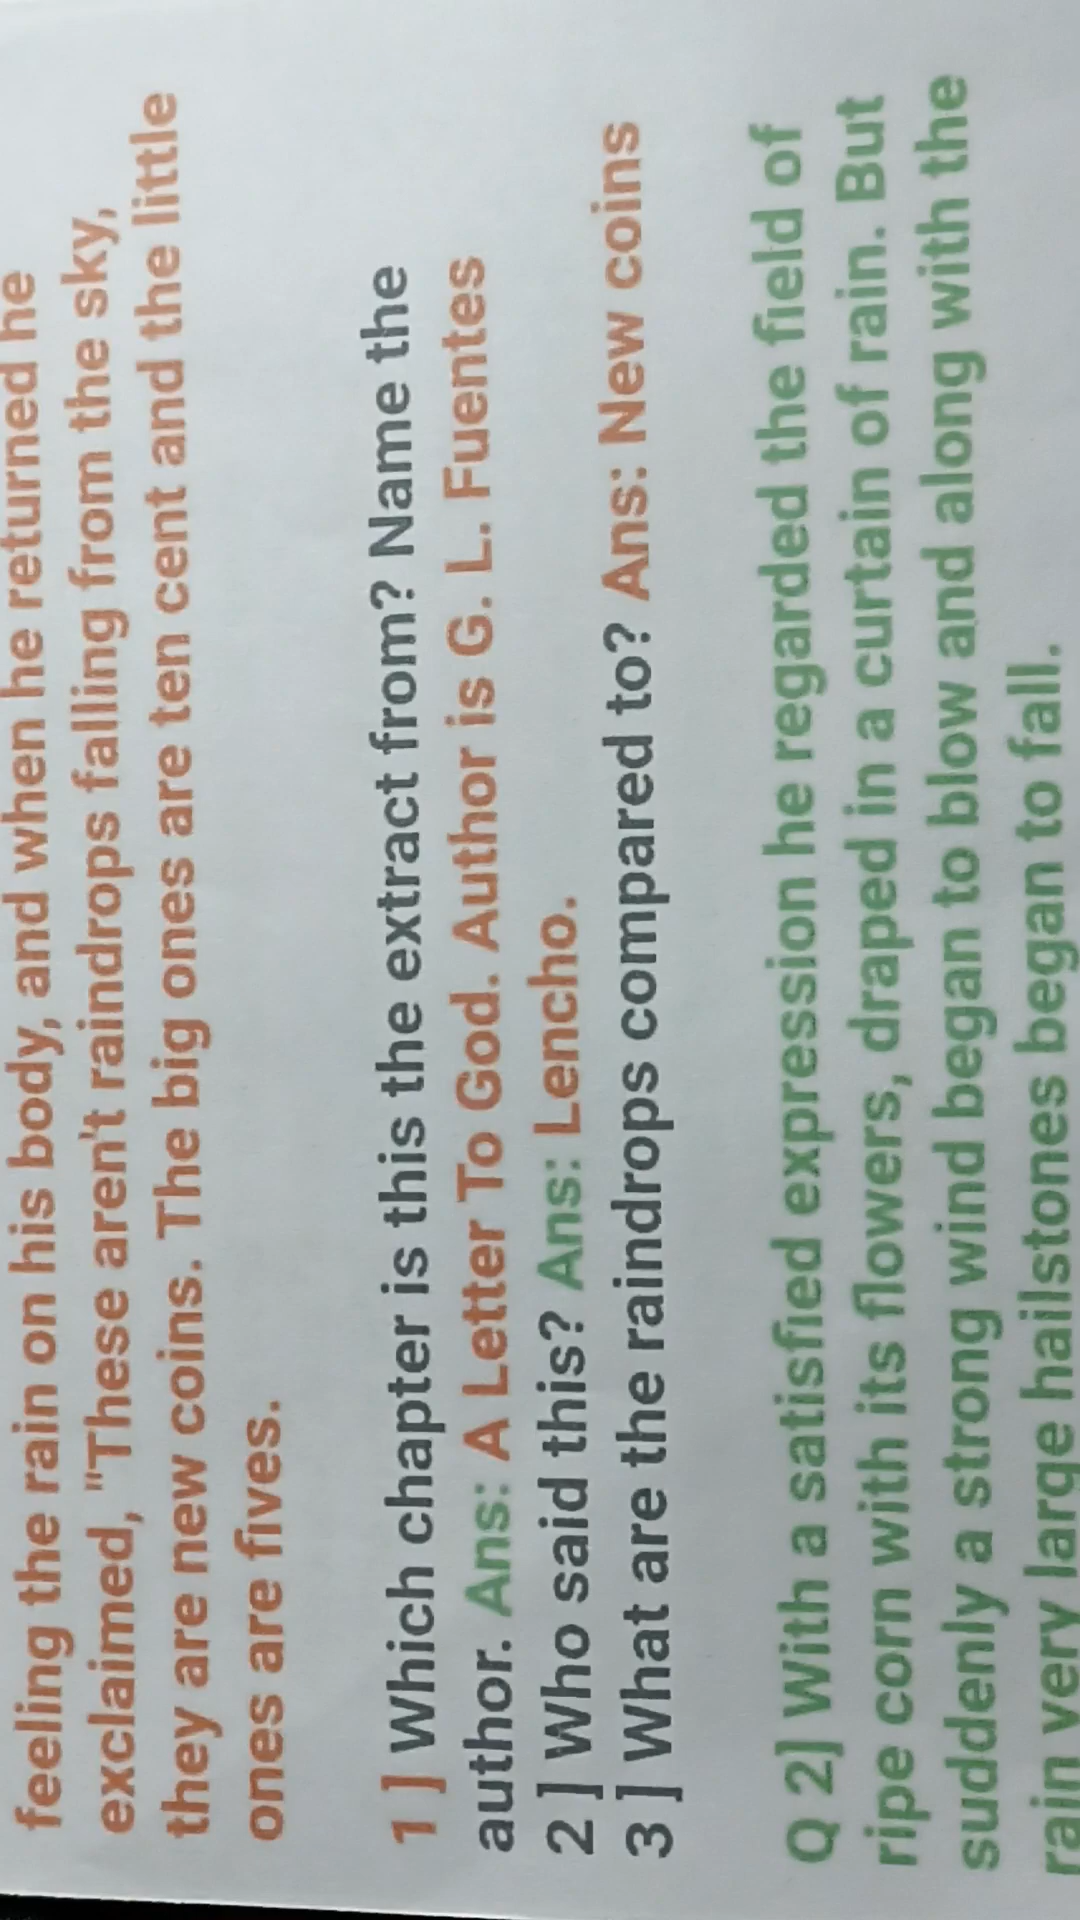 feeling the rain on his body, and when he returned he
exclaimed, "These aren't raindrops falling from the sky,
they are new coins. The big ones are ten cent and the little
ones are fives.
1 ] Which chapter is this the extract from? Name the
author. Ans: A Letter To God. Author is G. L. Fuentes
2 ] Who said this? Ans: Lencho.
3 ] What are the raindrops compared to? Ans: New coins
Q 2] With a satisfied expression he regarded the field of
ripe corn with its flowers, draped in a curtain of rain. But
suddenly a strong wind began to blow and along with the
rain very large hailstones began to fall.